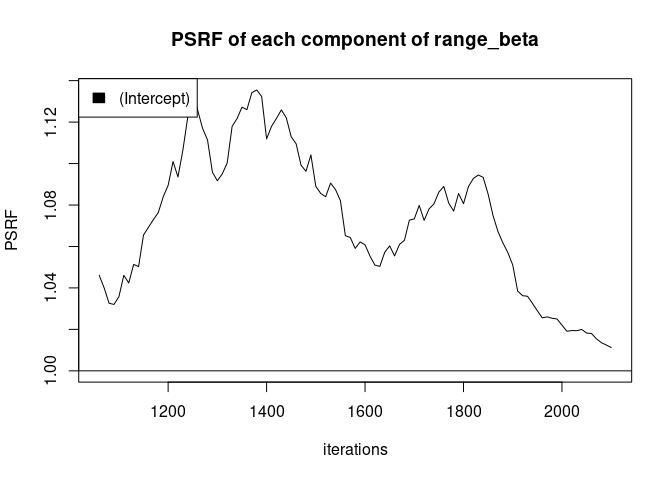 PSRF of each component of range_beta
(Intercept)
PSRF
1.12
1.08
1.04
1.00
1200 1400 1600 1800 2000
iterations